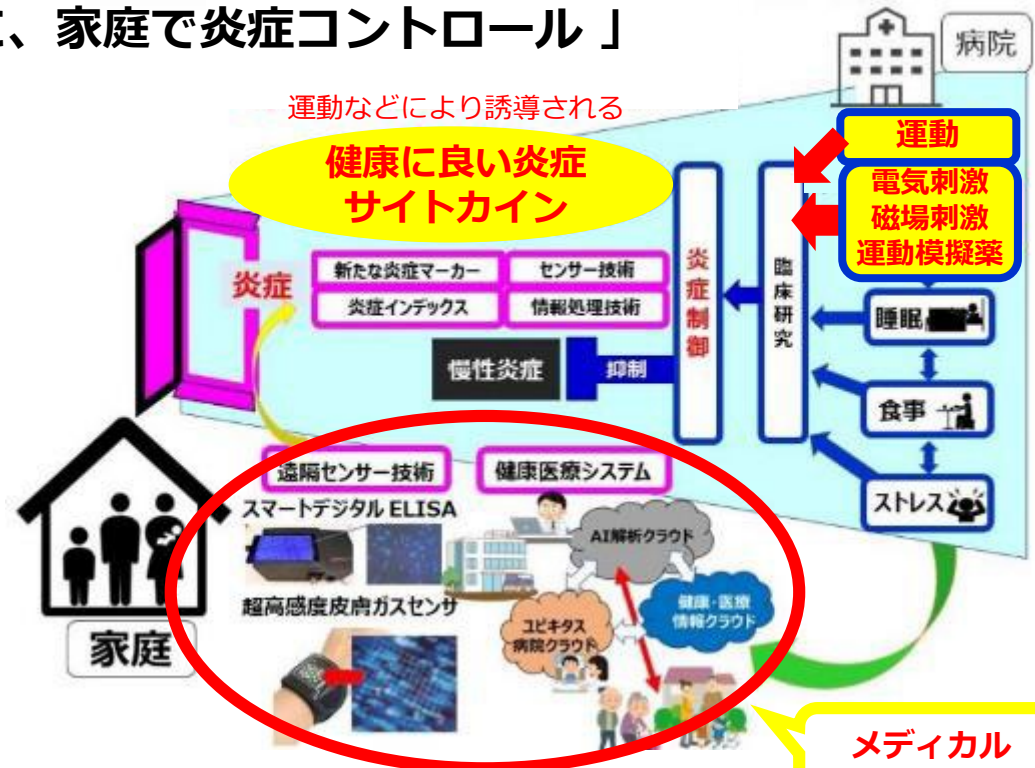 、家庭で炎症コントロール 」
病院
運動などにより誘導される
健康に良い炎症
サイトカイン
運動
電気刺激
磁場刺激
運動模擬薬
炎症
新たな炎症マーカー
センサー技術
炎症インデックス
情報処理技術
炎症制御
臨床研究
慢性炎症
抑制
睡眠
食事
ストレス
遠隔センサー技術
健康医療システム
スマートデジタル ELISA
AI解析クラウド
超高感度皮膚ガスセンサ
健康・医療
情報クラウド
ユビキタス
病院クラウド
家庭
メディカル